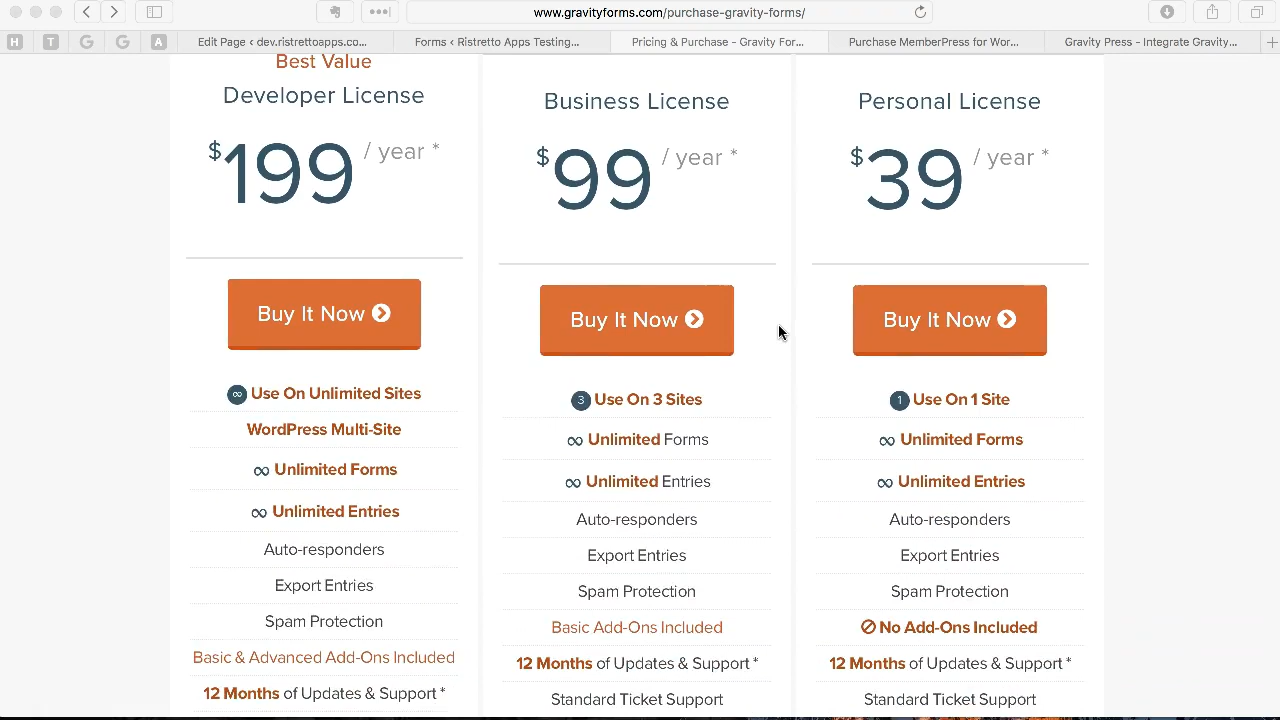 www.gravityforms.com/purchase-gravity-forms/
H T G G A Edit Page ‹ dev.ristrettoapps.co... Forms ‹ Ristretto Apps Testing... Pricing & Purchase - Gravity For... Purchase MemberPress for Wor... Gravity Press - Integrate Gravity...
Best Value
Developer License
$199 / year *
Buy It Now
∞ Use On Unlimited Sites
WordPress Multi-Site
∞ Unlimited Forms
∞ Unlimited Entries
Auto-responders
Export Entries
Spam Protection
Basic & Advanced Add-Ons Included
12 Months of Updates & Support *
Business License
$99 / year *
Buy It Now
3 Use On 3 Sites
∞ Unlimited Forms
∞ Unlimited Entries
Auto-responders
Export Entries
Spam Protection
Basic Add-Ons Included
12 Months of Updates & Support *
Standard Ticket Support
Personal License
$39 / year *
Buy It Now
1 Use On 1 Site
∞ Unlimited Forms
∞ Unlimited Entries
Auto-responders
Export Entries
Spam Protection
No Add-Ons Included
12 Months of Updates & Support *
Standard Ticket Support